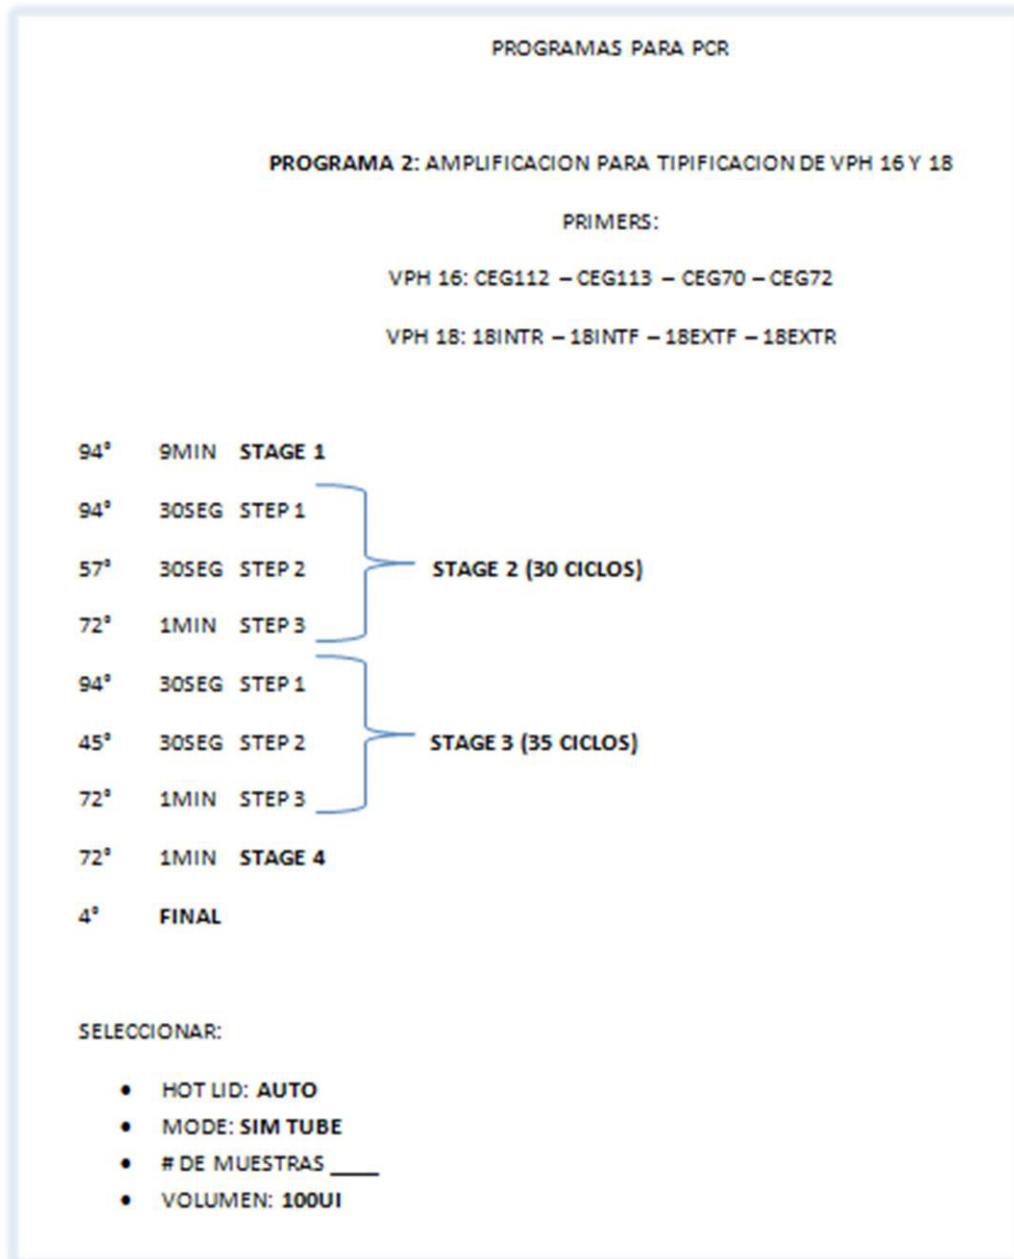 PROGRAMAS PARA PCR
PROGRAMA 2: AMPLIFICACION PARA TIPIFICACION DE VPH 16 Y 18
PRIMERS:
VPH 16: CEG112 – CEG113 – CEG70 – CEG72
VPH 18: 18INTR – 18INTF – 18EXTF – 18EXTR
94° 9MIN STAGE 1
94° 30SEG STEP 1
57° 30SEG STEP 2 STAGE 2 (30 CICLOS)
72° 1MIN STEP 3
94° 30SEG STEP 1
45° 30SEG STEP 2 STAGE 3 (35 CICLOS)
72° 1MIN STEP 3
72° 1MIN STAGE 4
4° FINAL
SELECCIONAR:
• HOT LID: AUTO
• MODE: SIM TUBE
• # DE MUESTRAS ____
• VOLUMEN: 100UI